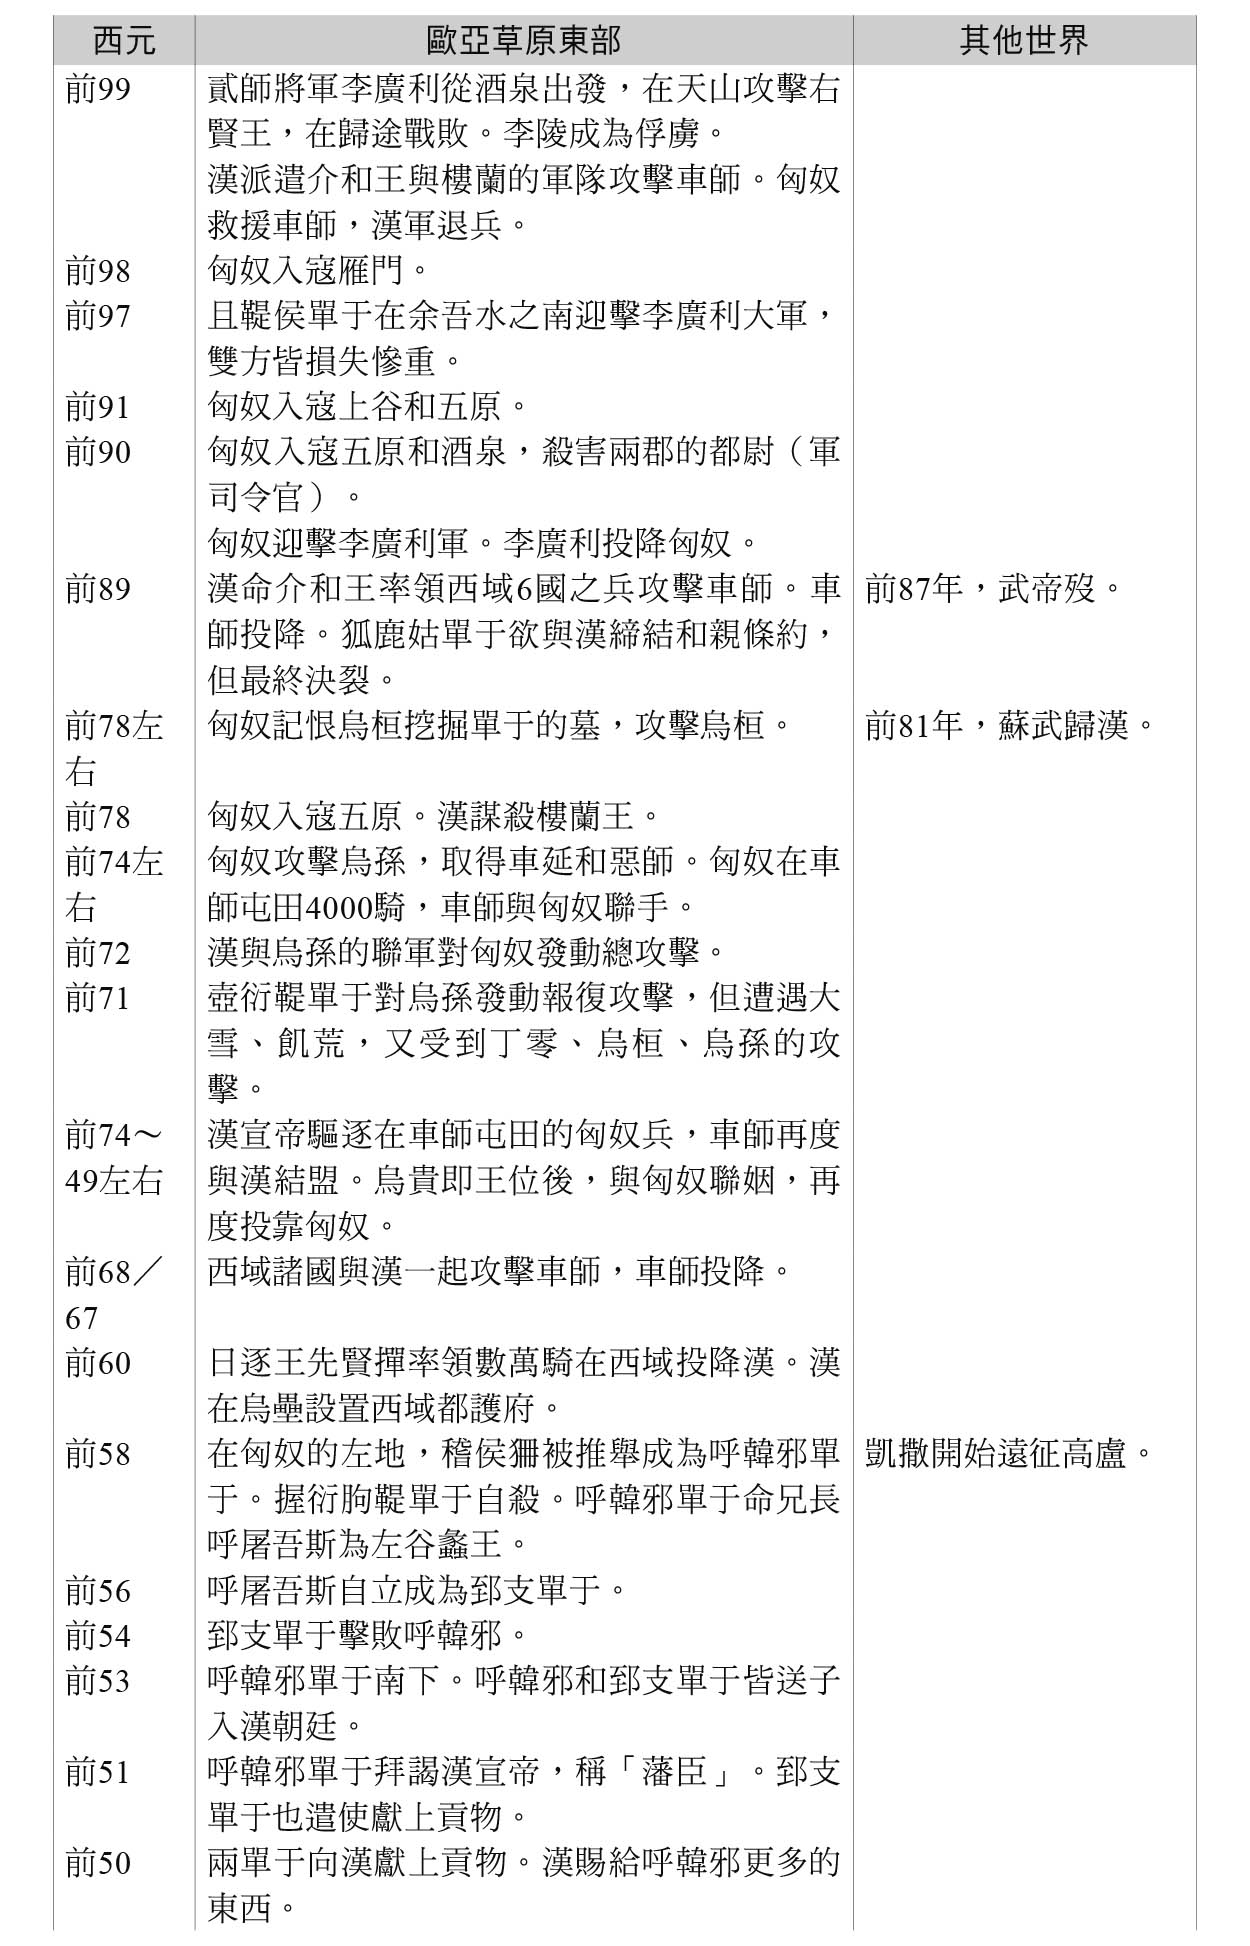 西元 歐亞草原東部 其他世界
前99 貳師將軍李廣利從酒泉出發，在天山攻擊右
賢王，在歸途戰敗。李陵成為俘虜。
漢派遣介和王與樓蘭的軍隊攻擊車師。匈奴
救援車師，漢軍退兵。
前98 匈奴入寇雁門。
前97 且鞮侯單于在余吾水之南迎擊李廣利大軍，
雙方皆損失慘重。
前91 匈奴入寇上谷和五原。
前90 匈奴入寇五原和酒泉，殺害兩郡的都尉（軍
司令官）。
匈奴迎擊李廣利軍。李廣利投降匈奴。
前89 漢命介和王率領西域6國之兵攻擊車師。車 前87年，武帝歿。
師投降。狐鹿姑單于欲與漢締結和親條約，
但最終決裂。
前78左 匈奴記恨烏桓挖掘單于的墓，攻擊烏桓。 前81年，蘇武歸漢。
右
前78 匈奴入寇五原。漢謀殺樓蘭王。
前74左 匈奴攻擊烏孫，取得車延和惡師。匈奴在車
右 師屯田4000騎，車師與匈奴聯手。
前72 漢與烏孫的聯軍對匈奴發動總攻擊。
前71 壺衍鞮單于對烏孫發動報復攻擊，但遭遇大
雪、飢荒，又受到丁零、烏桓、烏孫的攻
擊。
前74～ 漢宣帝驅逐在車師屯田的匈奴兵，車師再度
49左右 與漢結盟。烏貴即王位後，與匈奴聯姻，再
度投靠匈奴。
前68／ 西域諸國與漢一起攻擊車師，車師投降。
67
前60 日逐王先賢撣率領數萬騎在西域投降漢。漢
在烏壘設置西域都護府。
前58 在匈奴的左地，稽侯狦被推舉成為呼韓邪單 凱撒開始遠征高盧。
于。握衍朐鞮單于自殺。呼韓邪單于命兄長
呼屠吾斯為左谷蠡王。
前56 呼屠吾斯自立成為郅支單于。
前54 郅支單于擊敗呼韓邪。
前53 呼韓邪單于南下。呼韓邪和郅支單于皆送子
入漢朝廷。
前51 呼韓邪單于拜謁漢宣帝，稱「藩臣」。郅支
單于也遣使獻上貢物。
前50 兩單于向漢獻上貢物。漢賜給呼韓邪更多的
東西。